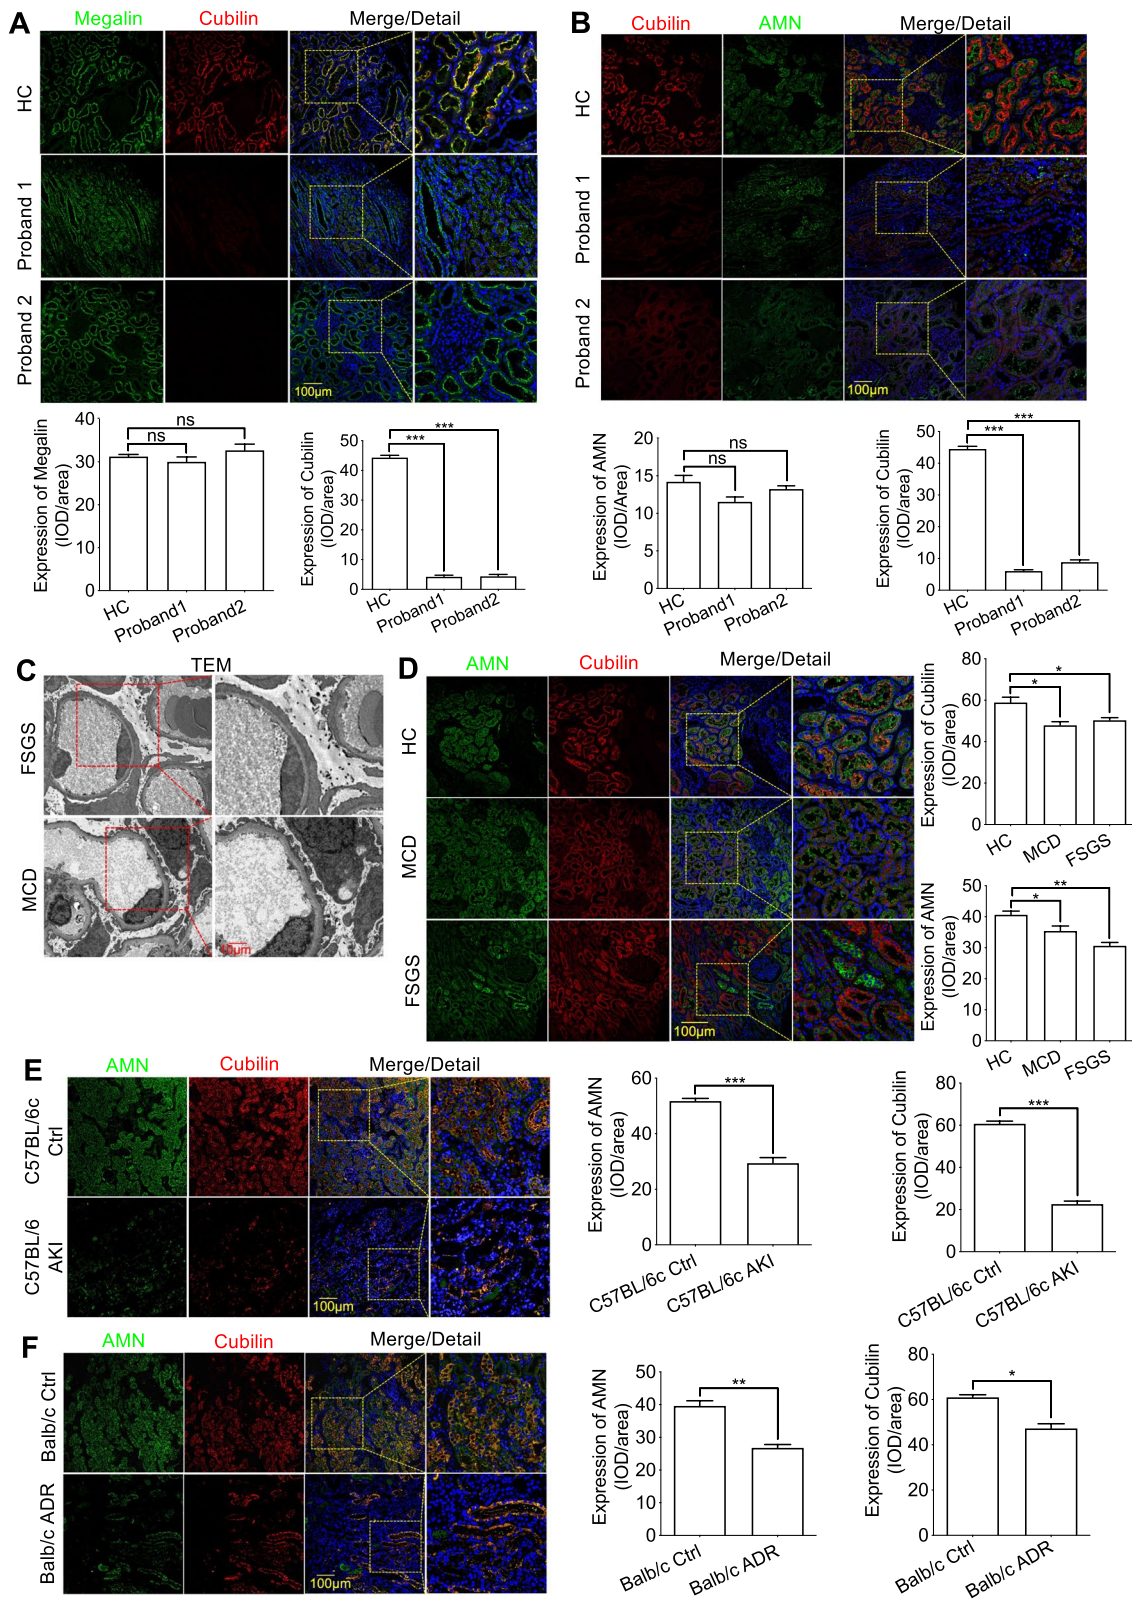 A
Megalin
Cubilin
Merge/Detail
HC
Proband 1
Proband 2
100μm
Expression of Megalin
(IOD/area)
40
30
20
10
0
ns
ns
HC
Proband1
Proband2
Expression of Cubilin
(IOD/area)
50
40
30
20
10
0
***
***
HC
Proband1
Proband2
B
Cubilin
AMN
Merge/Detail
HC
Proband 1
Proband 2
100μm
Expression of AMN
(IOD/Area)
20
15
10
5
0
ns
ns
HC
Proband1
Proban2
Expression of Cubilin
(IOD/area)
50
40
30
20
10
0
***
***
HC
Proband1
Proband2
C
TEM
FSGS
MCD
D
AMN
Cubilin
Merge/Detail
HC
MCD
FSGS
100μm
Expression of Cubilin
(IOD/area)
80
60
40
20
0
*
*
HC
MCD
FSGS
Expression of AMN
(IOD/area)
50
40
30
20
10
0
**
*
HC
MCD
FSGS
E
AMN
Cubilin
Merge/Detail
C57BL/6c
Ctrl
C57BL/6
AKI
100μm
Expression of AMN
(IOD/area)
60
40
20
0
***
C57BL/6c Ctrl
C57BL/6c AKI
Expression of Cubilin
(IOD/area)
80
60
40
20
0
***
C57BL/6c Ctrl
C57BL/6c AKI
F
AMN
Cubilin
Merge/Detail
Balb/c Ctrl
Balb/c ADR
100μm
Expression of AMN
(IOD/area)
50
40
30
20
10
0
**
Balb/c Ctrl
Balb/c ADR
Expression of Cubilin
(IOD/area)
80
60
40
20
0
*
Balb/c Ctrl
Balb/c ADR